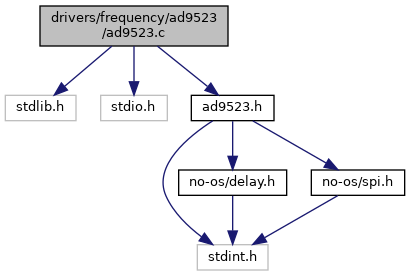 drivers/frequency/ad9523
/ad9523.c
stdlib.h
stdio.h
ad9523.h
no-os/delay.h
no-os/spi.h
stdint.h